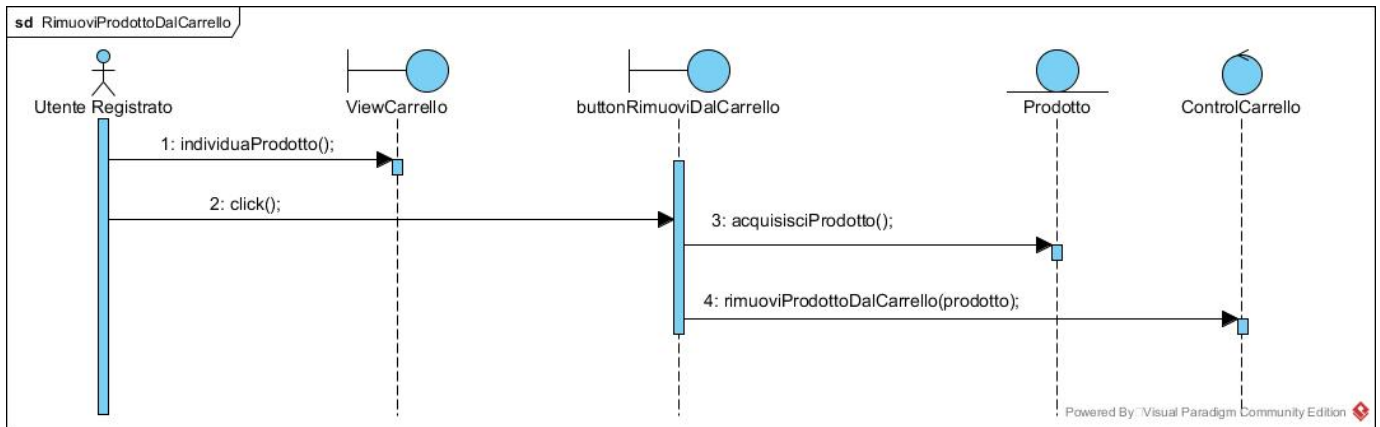 sd RimuoviProdottoDalCarrello
Utente Registrato
ViewCarrello
buttonRimuoviDalCarrello
Prodotto
ControlCarrello
1: individuaProdotto();
2: click();
3: acquisisciProdotto();
4: rimuoviProdottoDalCarrello(prodotto);
Powered By Visual Paradigm Community Edition